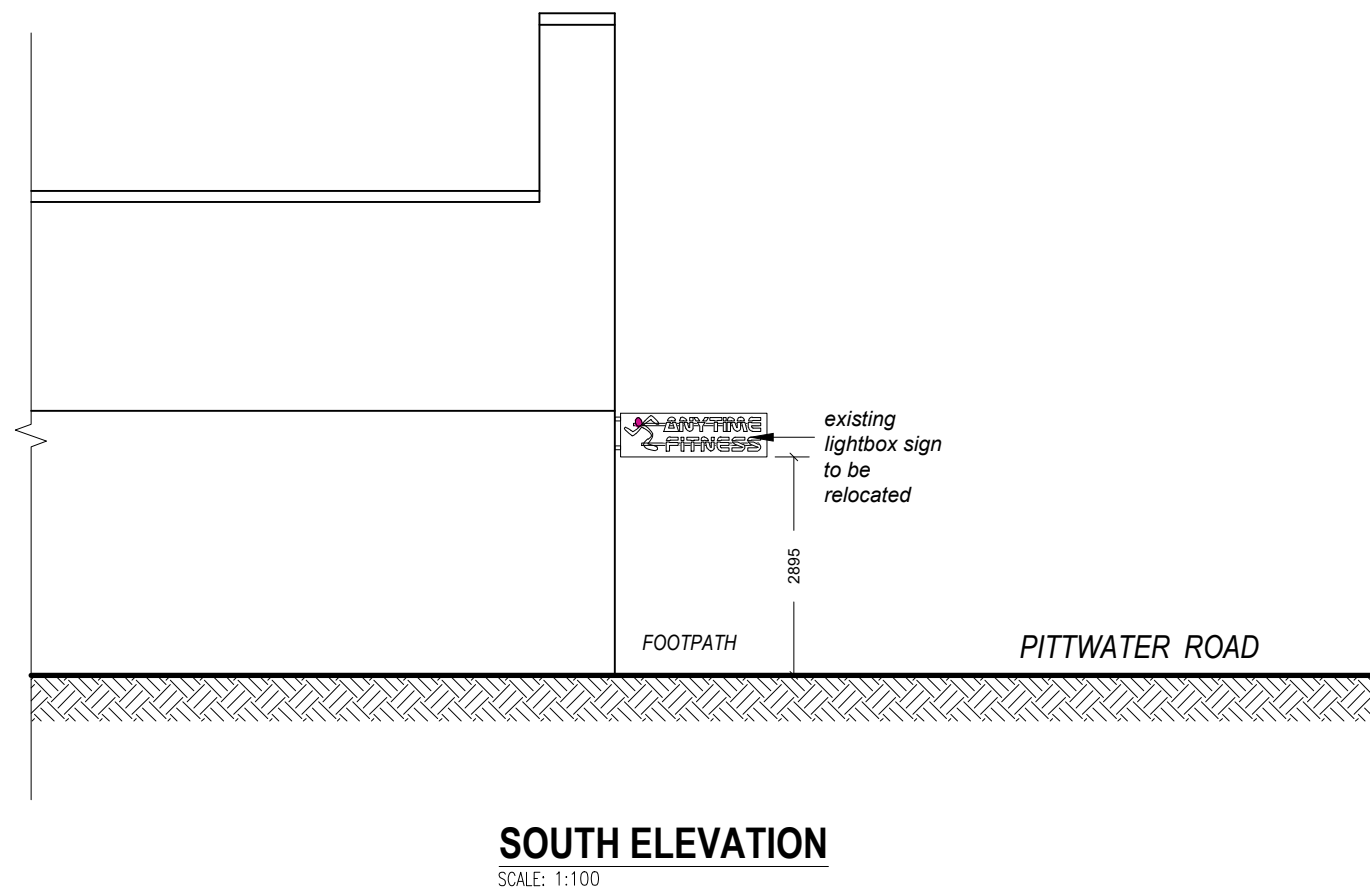 ANYTIME
FITNESS
existing
lightbox sign
to be
relocated
2895
FOOTPATH
PITTWATER ROAD
SOUTH ELEVATION
SCALE: 1:100